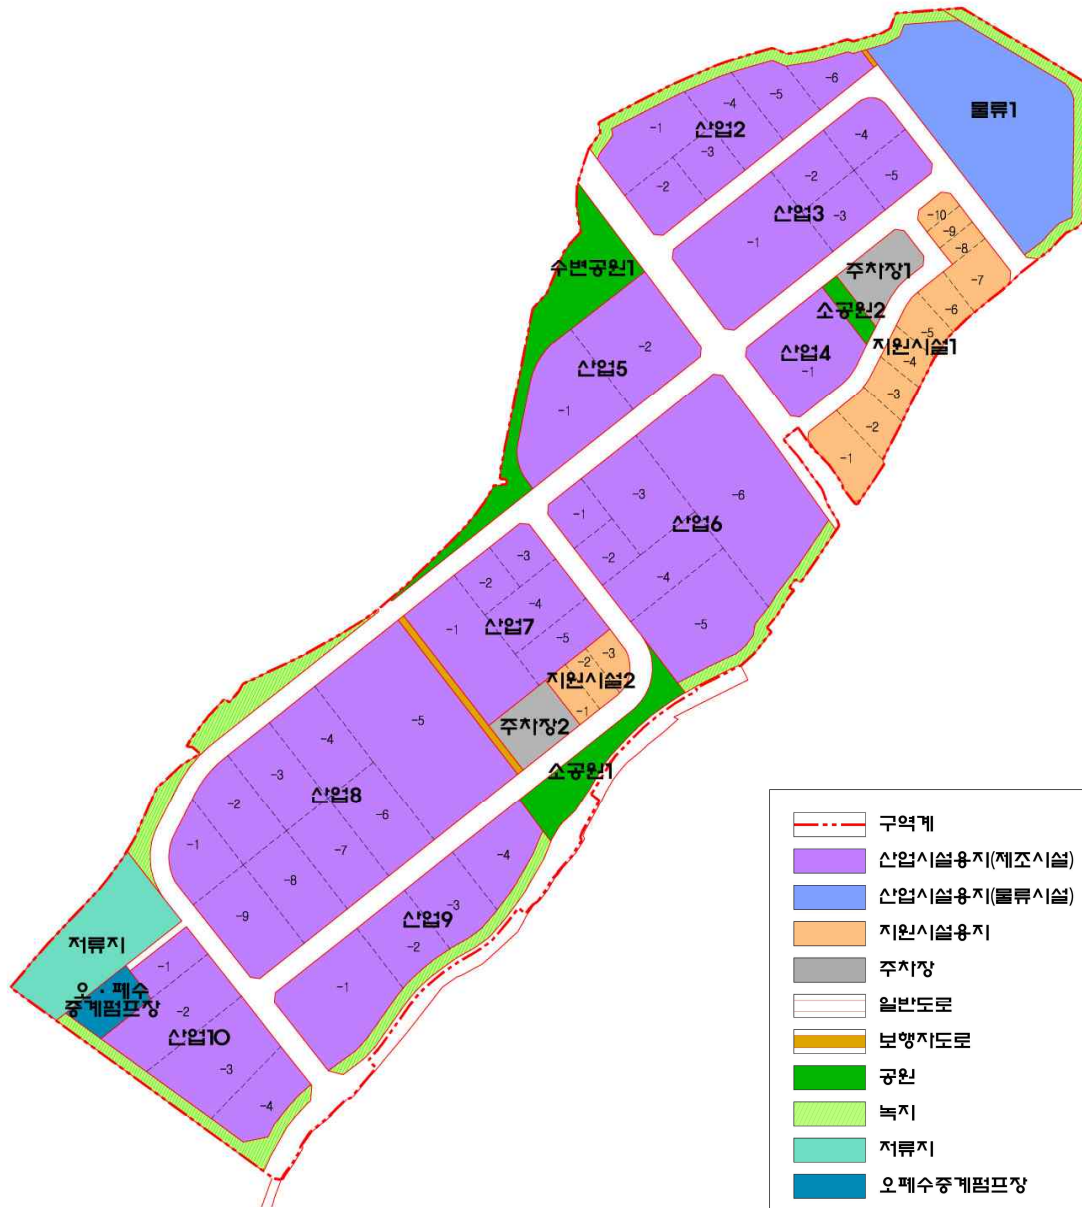 물류1
산업2
-1
-2
-3
-4
-5
-6
산업3
-1
-2
-3
-4
-5
수변공원1
주차장1
소공원2
산업4
-1
지원시설1
-1
-2
-3
-4
-5
-6
-7
-8
-9
-10
산업5
-1
-2
산업6
-1
-2
-3
-4
-5
-6
산업7
-1
-2
-3
-4
-5
지원시설2
-1
-2
-3
주차장2
소공원1
산업8
-1
-2
-3
-4
-5
-6
-7
-8
-9
산업9
-1
-2
-3
-4
저류지
오·폐수
중계펌프장
산업10
-1
-2
-3
-4
구역계
산업시설용지(제조시설)
산업시설용지(물류시설)
지원시설용지
주차장
일반도로
보행자도로
공원
녹지
저류지
오폐수중계펌프장